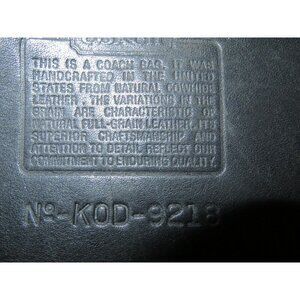 THIS IS A COACH BAG. IT WAS
HANDCRAFTED IN THE UNITED
STATES FROM NATURAL COWHIDE
LEATHER. THE VARIATIONS IN THE
GRAIN ARE CHARACTERISTIC OF
NATURAL FULL-GRAIN LEATHER. ITS
SUPERIOR CRAFTSMANSHIP AND
ATTENTION TO DETAIL REFLECT OUR
COMMITMENT TO ENDURING QUALITY.
Nº-KOD-9218